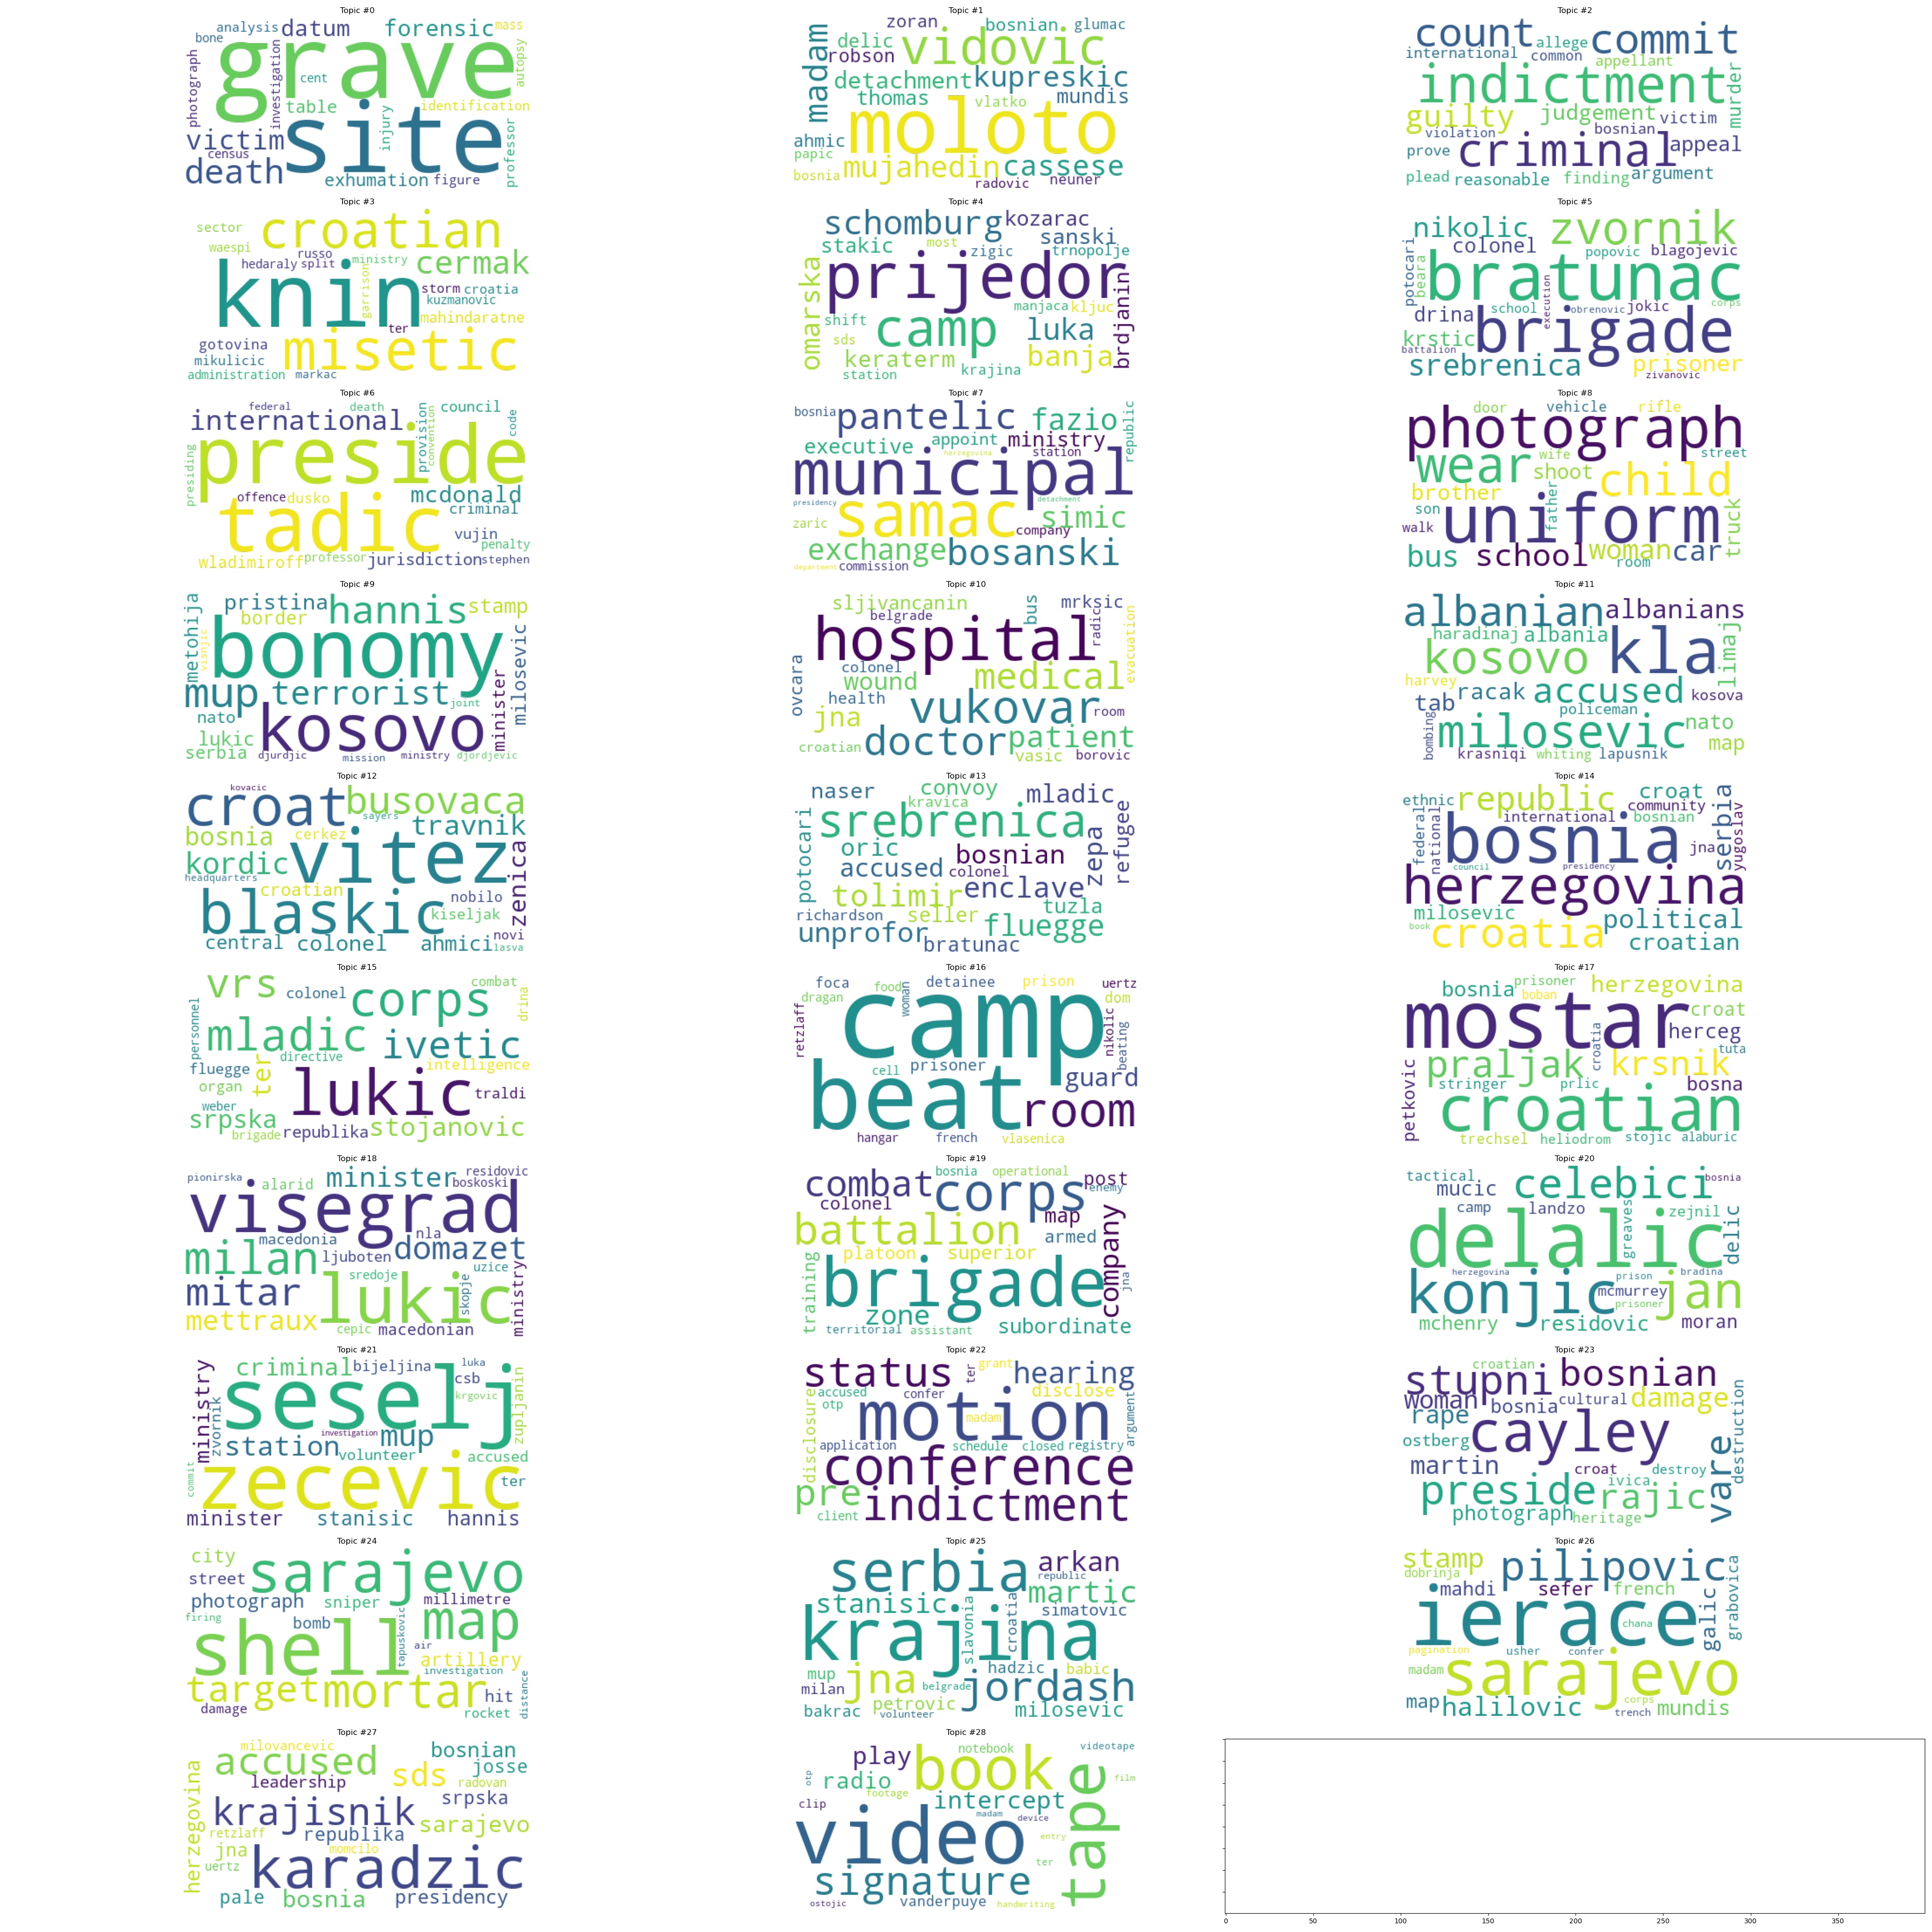 Topic #0
analysis datum forensic mass
bone grave autopsy
photograph investigation cent
table identification
victim site injury professor
census
death exhumation figure
Topic #1
zoran bosnian glumac
madam delic vidovic
robson
detachment kupreskic
thomas vlatko mundis
ahmic moloto
papic
bosnia mujahedin cassese
radovic neuner
Topic #2
count allege commit
international common appellant
indictment murder
guilty judgement victim
violation bosnian
prove criminal appeal
plead reasonable finding argument
Topic #3
sector croatian
waespi russo
hedaraly split ministry cermak
knin garrison storm croatia
kuzmanovic
ter mahindaratne
gotovina misetic
mikulicic
administration markac
Topic #4
schomburg kozarac
stakic most sanski
zigic trnopolje
omarska prijedor brdjanin
manjaca kljuc
shift camp luka
sds keraterm banja
station krajina
Topic #5
nikolic zvornik
potocari colonel popovic blagojevic
beara bratunac
execution corps
drina school obrenovic jokic
krstic brigade
battalion
srebrenica prisoner
zivanovic
Topic #6
federal death council
international provision convention code
presiding preside
offence dusko mcdonald
tadic criminal
vujin
penalty
wladimiroff professor jurisdiction stephen
Topic #7
bosnia pantelic fazio republic
executive appoint ministry
herzegovina station
municipal
presidency detachment
zaric samac simic
company
exchange bosanski
department commission
Topic #8
door vehicle rifle
photograph
wear wife street
shoot child
brother father
son uniform truck
walk
bus school woman car
room
Topic #9
metohija pristina hannis stamp
border
visnjic bonomy milosevic
mup terrorist joint
nato kosovo minister
lukic
serbia
djurdjic mission ministry djordjevic
Topic #10
sljivancanin bus mrksic
belgrade radic evacuation
hospital
ovcara colonel medical
wound
health vukovar room
jna
croatian doctor patient
vasic borovic
Topic #11
albanian albanians
haradinaj albania limaj
kosovo kla
harvey
tab racak accused kosova
policeman
bombing milosevic nato
map
krasniqi whiting lapusnik
Topic #12
kovacic
croat busovaca
sayers
bosnia cerkez travnik
kordic vitez zenica
headquarters croatian
nobilo
blaskic kiseljak
novi
central colonel ahmici lasva
Topic #13
naser convoy mladic
kravica
potocari srebrenica refugee
oric bosnian zepa
accused colonel
tolimir enclave
richardson seller tuzla
unprofor fluegge
bratunac
Topic #14
ethnic republic croat serbia
community
federal national international bosnian yugoslav
bosnia jna
council presidency
herzegovina
milosevic political
book croatia
croatian
Topic #15
vrs colonel corps combat
drina
personnel mladic ivetic
directive
fluegge ter intelligence
organ lukic traldi
weber
srpska
brigade republika stojanovic
Topic #16
foca detainee prison uertz
dragan food woman dom
retzlaff camp nikolic beating
cell prisoner guard
beat room
hangar french vlasenica
Topic #17
prisoner herzegovina
bosnia boban
mostar croat
croatia herceg
praljak krsnik tuta
petkovic stringer prlic bosna
croatian
trechsel heliodrom stojic alaburic
Topic #18
pionirska minister residovic
alarid boskoski
visegrad
macedonia nla
milan ljuboten domazet
mitar sredoje skopje uzice
lukic ministry
mettraux
cepic macedonian
Topic #19
bosnia operational
combat corps post
colonel enemy
battalion map company
armed
platoon superior
training brigade jna
zone
territorial assistant subordinate
Topic #20
tactical celebici bosnia
mucic
camp landzo greaves zejnil delic
delalic
herzegovina prison bradina
konjic mcmurrey jan
prisoner
mchenry residovic moran
Topic #21
ministry criminal bijeljina luka
csb
seselj krgovic zupljanin
zvornik
investigation mup
station volunteer accused
commit zecevic ter
minister stanisic hannis
Topic #22
status ter grant hearing
disclosure accused confer disclose
otp argument
motion
madam
application schedule closed registry
conference
pre indictment
client
Topic #23
croatian
stupni bosnian
woman bosnia cultural damage destruction
rape
ostberg cayley
martin croat destroy vare
ivica
preside rajic
photograph heritage
Topic #24
city sarajevo
street
photograph sniper millimetre
firing bomb tapuskovic map
shell air artillery
investigation
target mortar hit distance
damage rocket
Topic #25
serbia arkan
republic
stanisic martic
slavonia croatia simatovic
krajina
mup jna hadzic babic
milan belgrade jordash
petrovic
bakrac volunteer milosevic
Topic #26
stamp pilipovic
dobrinja
mahdi sefer french grabovica
ierace galic
chana
pagination usher confer
madam sarajevo
map halilovic corps mundis
trench
Topic #27
milovancevic bosnian
accused josse
herzegovina leadership sds radovan
krajisnik srpska
retzlaff republika sarajevo
jna momcilo
uertz karadzic
pale bosnia presidency
Topic #28
play notebook videotape
otp radio book film
footage
clip intercept tape
madam device
video entry
ter
signature
ostojic vanderpuye handwriting
0 50 100 150 200 250 300 350